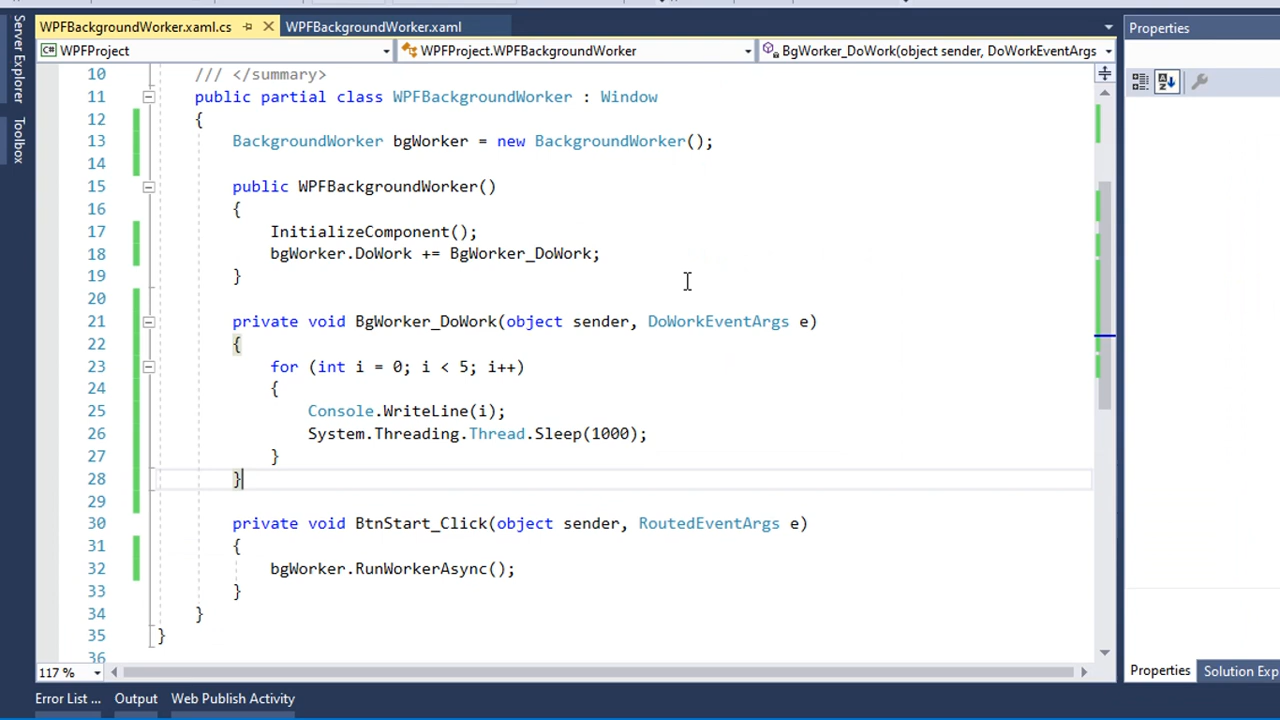 WPFBackgroundWorker.xaml.cs
WPFBackgroundWorker.xaml
Properties
Server Explorer
Toolbox
C# WPFProject
WPFProject.WPFBackgroundWorker
BgWorker_DoWork(object sender, DoWorkEventArgs
10 /// </summary>
11 public partial class WPFBackgroundWorker : Window
12 {
13 BackgroundWorker bgWorker = new BackgroundWorker();
14
15 public WPFBackgroundWorker()
16 {
17 InitializeComponent();
18 bgWorker.DoWork += BgWorker_DoWork;
19 }
20
21 private void BgWorker_DoWork(object sender, DoWorkEventArgs e)
22 {
23 for (int i = 0; i < 5; i++)
24 {
25 Console.WriteLine(i);
26 System.Threading.Thread.Sleep(1000);
27 }
28 }
29
30 private void BtnStart_Click(object sender, RoutedEventArgs e)
31 {
32 bgWorker.RunWorkerAsync();
33 }
34 }
35 }
36
117 %
Properties
Solution Exp
Error List ...
Output
Web Publish Activity